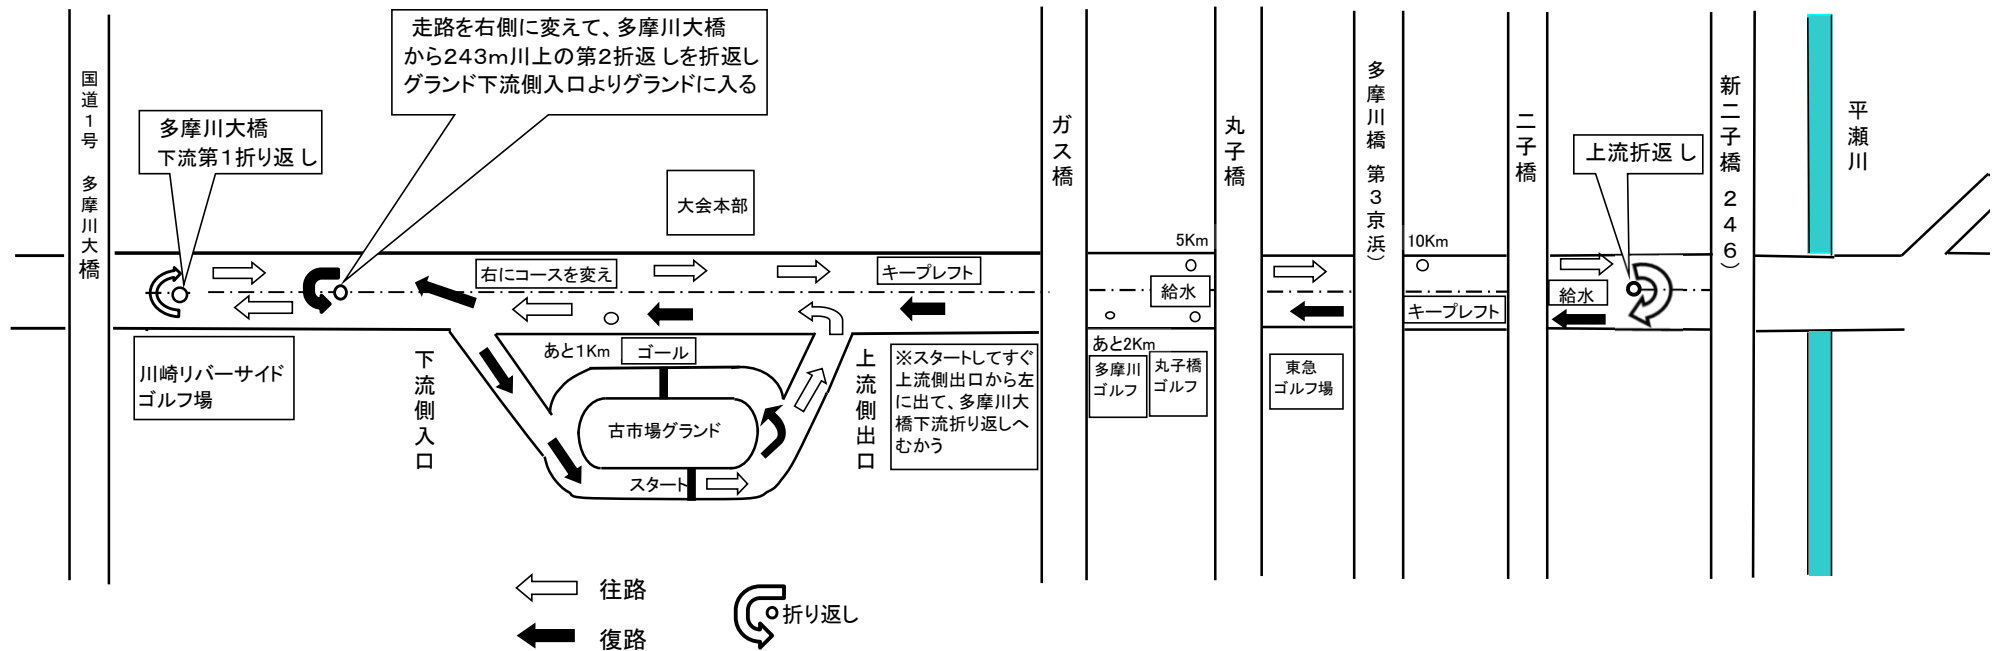 走路を右側に変えて、多摩川大橋
から243m川上の第2折返しを折返し
グランド下流側入口よりグランドに入る
国道1号 多摩川大橋
多摩川大橋
下流第1折り返し
大会本部
ガス橋
丸子橋
多摩川橋 第3京浜）
二子橋
上流折返し
新二子橋 246）
平瀬川
右にコースを変え
キープレフト
5Km
給水
10Km
キープレフト
給水
川崎リバーサイド
ゴルフ場
下流側入口
あと1Km
ゴール
古市場グランド
スタート
上流側出口
※スタートしてすぐ
上流側出口から左
に出て、多摩川大
橋下流折り返しへ
むかう
あと2Km
多摩川
ゴルフ
丸子橋
ゴルフ
東急
ゴルフ場
往路
復路
折り返し